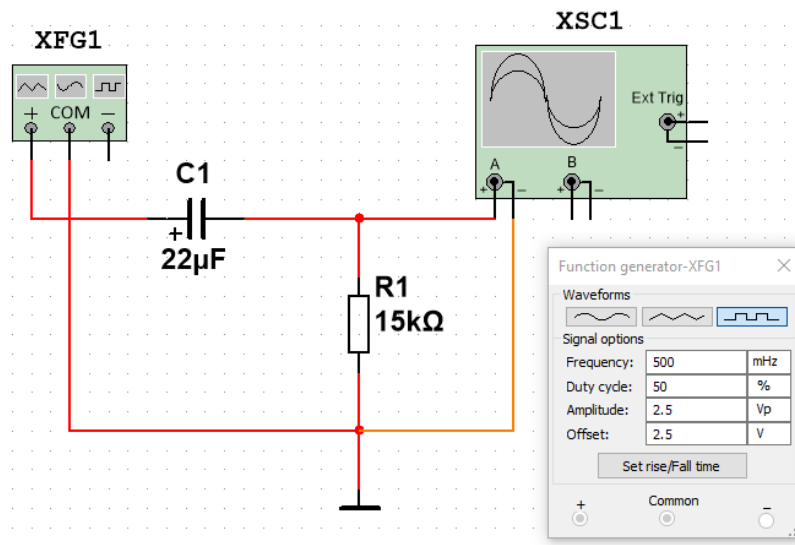 XFG1
COM
XSC1
Ext Trig
A
B
C1
22µF
R1
15kΩ
Function generator-XFG1
Waveforms
Signal options
Frequency: 500 mHz
Duty cycle: 50 %
Amplitude: 2.5 Vp
Offset: 2.5 V
Set rise/Fall time
+ Common −